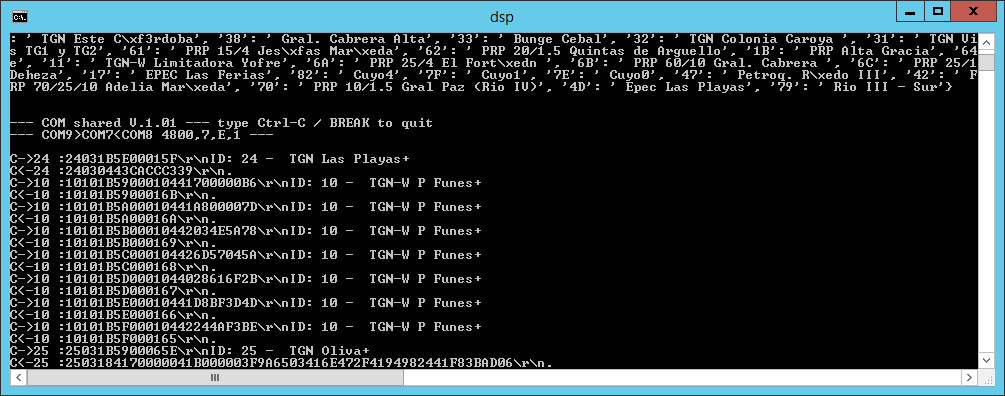 dsp
: ' TGN Este C\xf3rdoba', '38': ' Gral. Cabrera Alta', '33': ' Bunge Cebal', '32': ' TGN Colonia Caroya ', '31': ' TGN Vi
s TG1 y TG2', '61': ' PRP 15/4 Jes\xfas Mar\xeda', '62': ' PRP 20/1.5 Quintas de Arguello', '1B': ' PRP Alta Gracia', '64
e', '11': ' TGN-W Limitadora Yofre', '6A': ' PRP 25/4 El Fort\xedn ', '6B': ' PRP 60/10 Gral. Cabrera ', '6C': ' PRP 25/1
Deheza', '17': ' EPEC Las Ferias', '82': ' Cuyo4', '7F': ' Cuyo1', '7E': ' Cuyo0', '47': ' Petroq. R\xedo III', '42': ' F
RP 70/25/10 Adelia Mar\xeda', '70': ' PRP 10/1.5 Gral Paz (Rio IV)', '4D': ' Epec Las Playas', '79': ' Rio III - Sur'}
--- COM shared V.1.01 --- type Ctrl-C / BREAK to quit
--- COM9>COM7<COM8 4800,7,E,1 ---
C->24 :24031B5E00015F\r\nID: 24 -  TGN Las Playas+
C<-24 :24030443CACCC339\r\n.
C->10 :10101B5900010441700000B6\r\nID: 10 -  TGN-W P Funes+
C<-10 :10101B5900016B\r\n.
C->10 :10101B5A00010441A800007D\r\nID: 10 -  TGN-W P Funes+
C<-10 :10101B5A00016A\r\n.
C->10 :10101B5B00010442034E5A78\r\nID: 10 -  TGN-W P Funes+
C<-10 :10101B5B000169\r\n.
C->10 :10101B5C000104426D57045A\r\nID: 10 -  TGN-W P Funes+
C<-10 :10101B5C000168\r\n.
C->10 :10101B5D0001044028616F2B\r\nID: 10 -  TGN-W P Funes+
C<-10 :10101B5D000167\r\n.
C->10 :10101B5E00010441D8BF3D4D\r\nID: 10 -  TGN-W P Funes+
C<-10 :10101B5E000166\r\n.
C->10 :10101B5F00010442244AF3BE\r\nID: 10 -  TGN-W P Funes+
C<-10 :10101B5F000165\r\n.
C->25 :25031B5900065E\r\nID: 25 -  TGN Oliva+
C<-25 :2503184170000041B000003F9A6503416E472F4194982441F83BAD06\r\n.